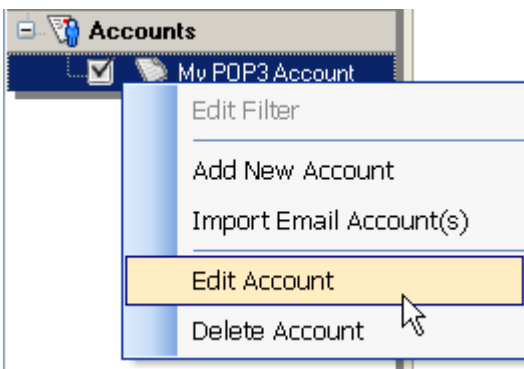 Accounts
My POP3 Account
Edit Filter
Add New Account
Import Email Account(s)
Edit Account
Delete Account